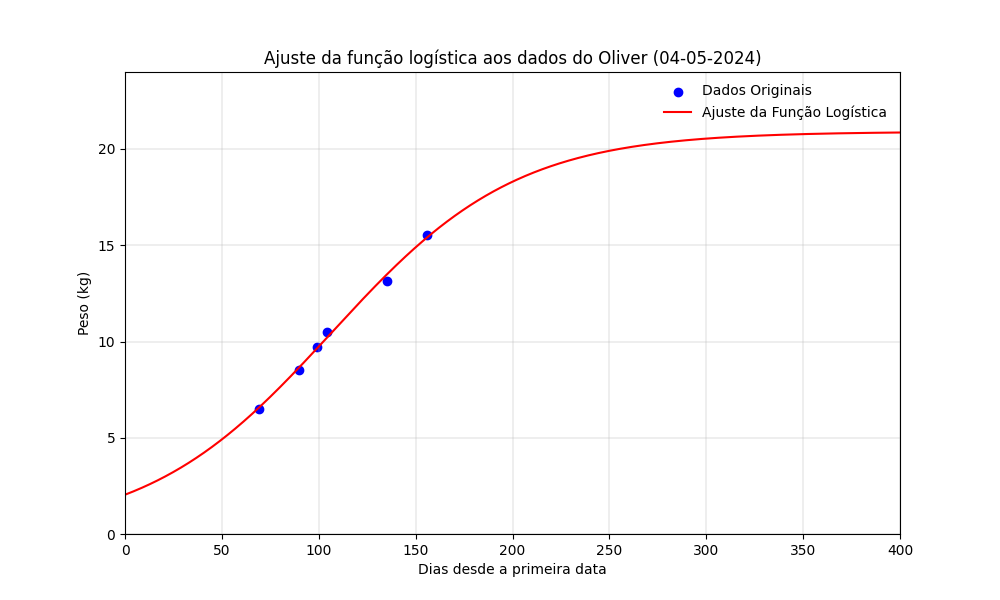 Ajuste da função logística aos dados do Oliver (04-05-2024)
Dados Originais
Ajuste da Função Logística
20
15
10
5
0
Peso (kg)
0 50 100 150 200 250 300 350 400
Dias desde a primeira data